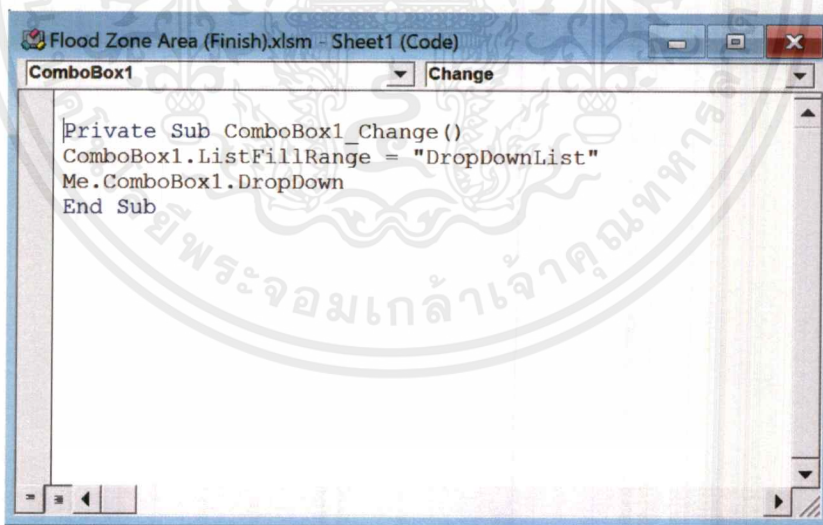 Flood Zone Area (Finish).xlsm - Sheet1 (Code)
ComboBox1 Change
Private Sub ComboBox1_Change()
ComboBox1.ListFillRange = "DropDownList"
Me.ComboBox1.DropDown
End Sub